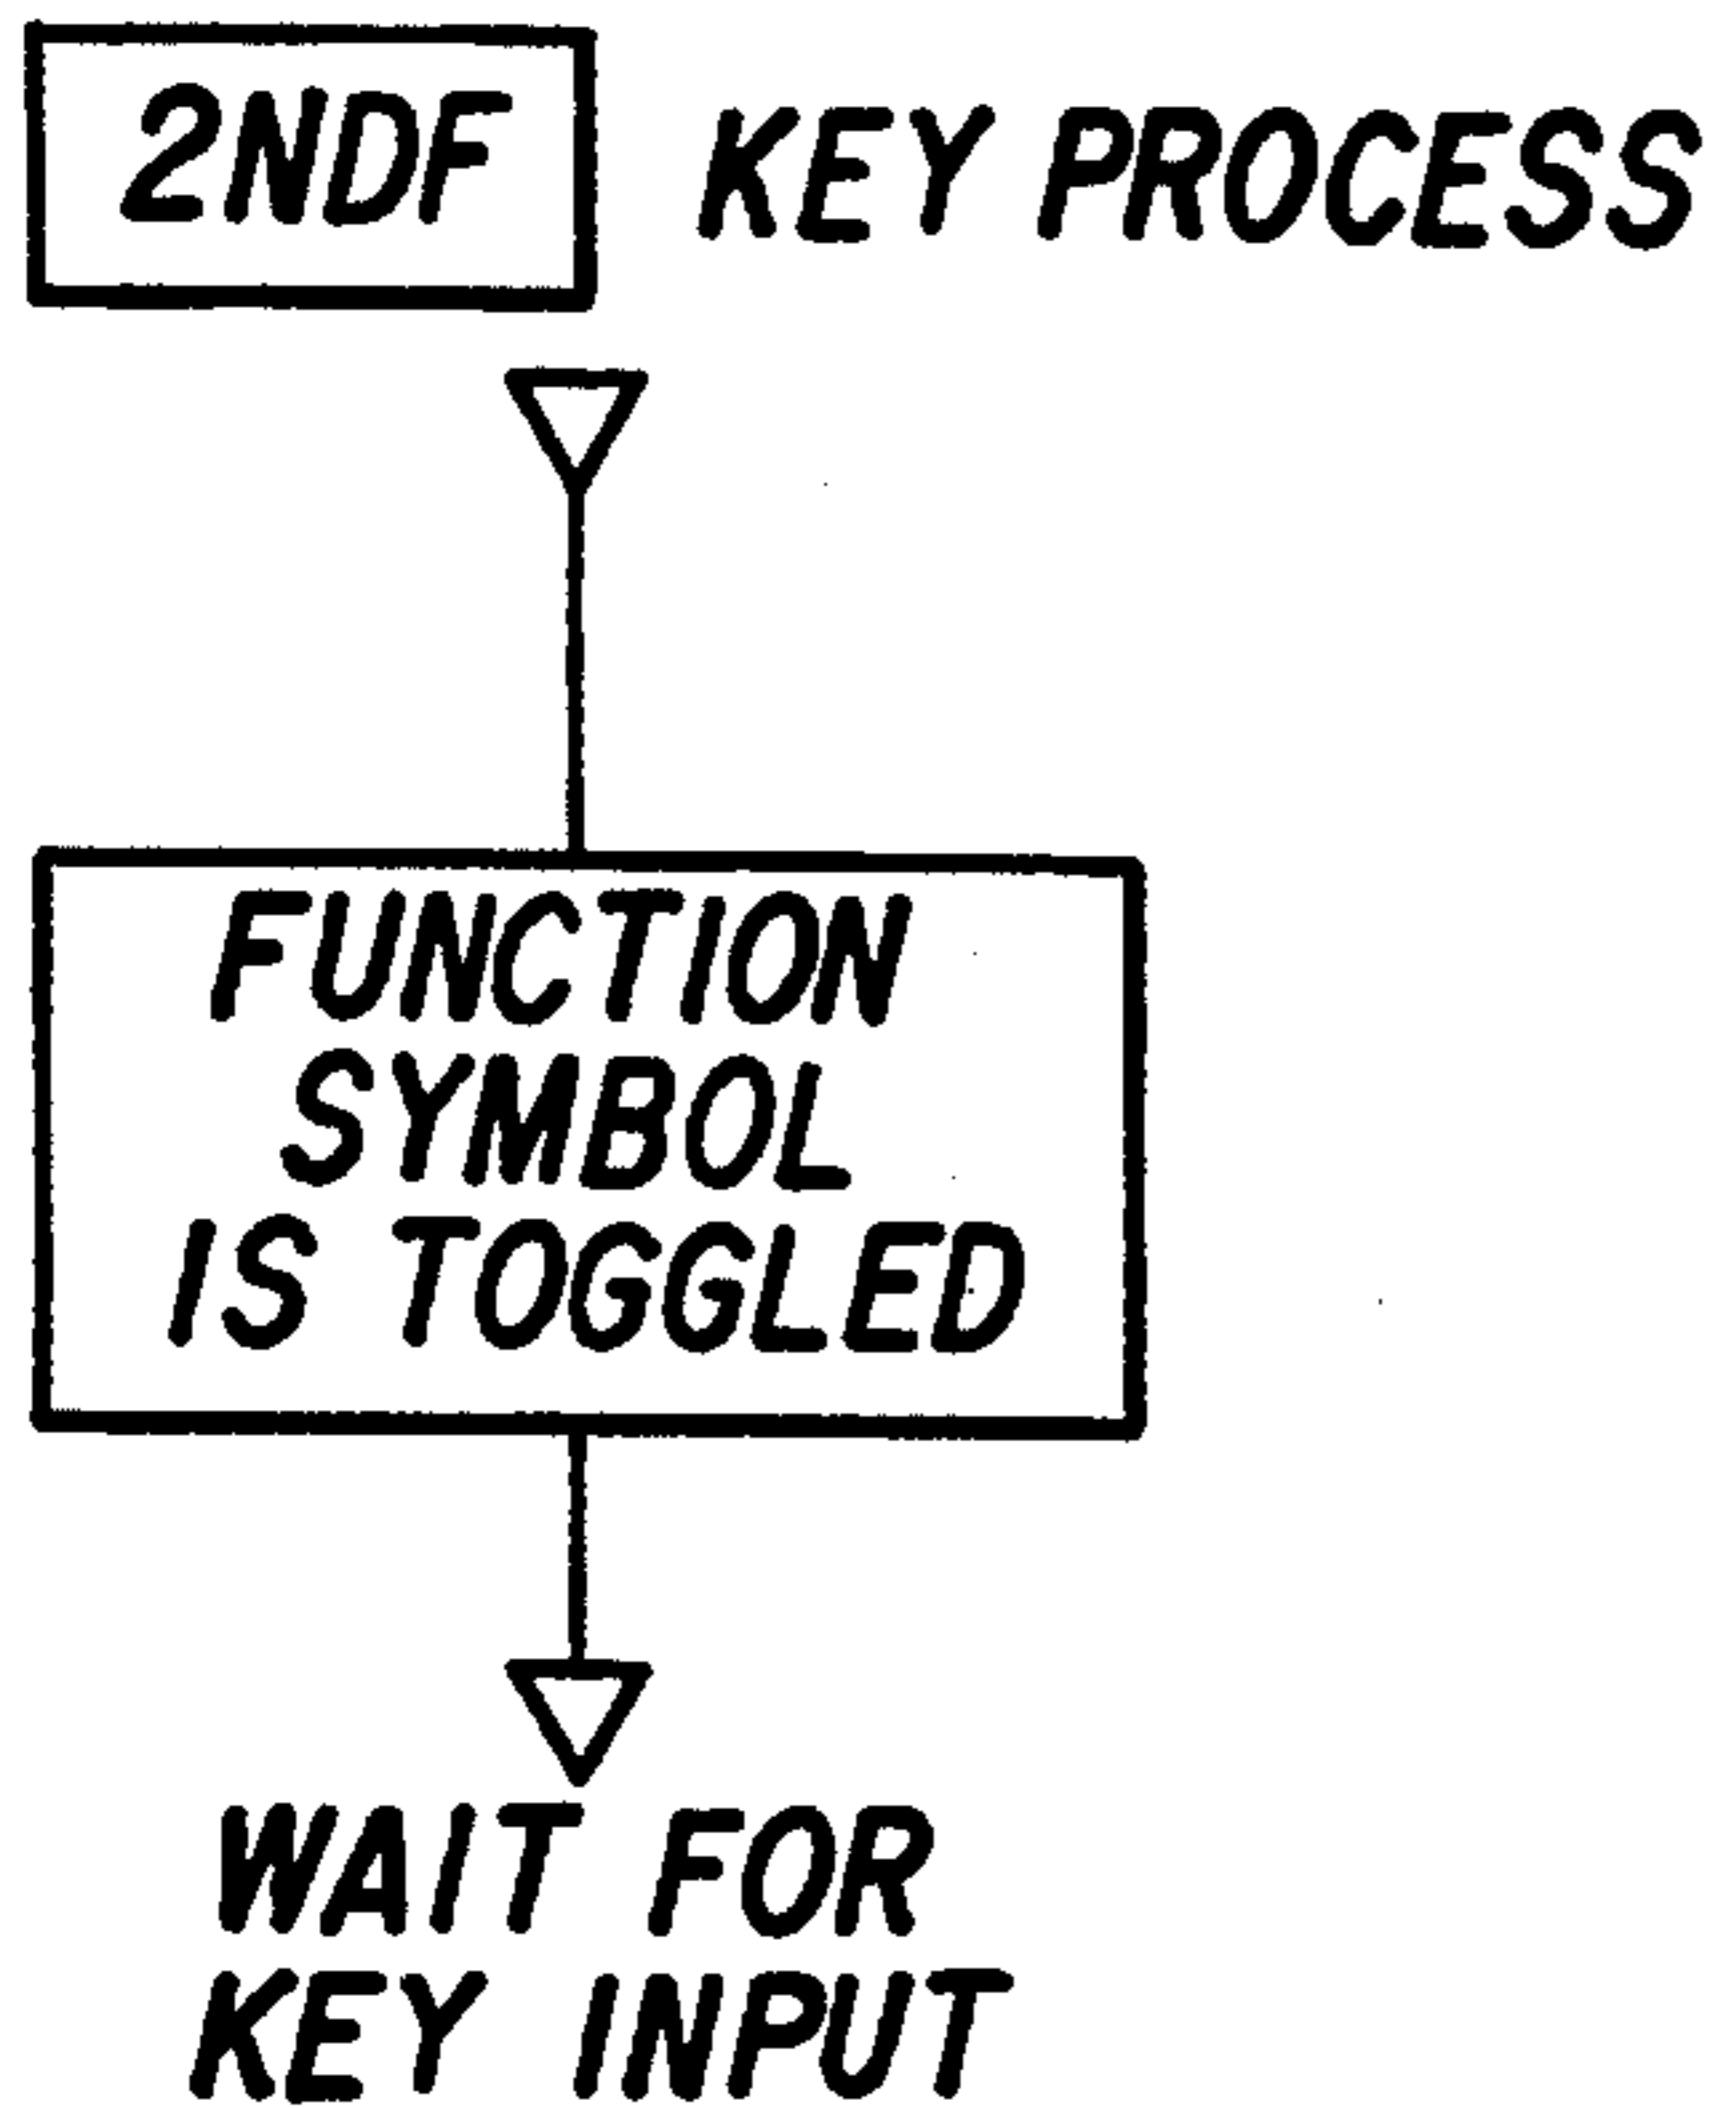 2NDF KEY PROCESS
FUNCTION
SYMBOL
IS TOGGLED
WAIT FOR
KEY INPUT